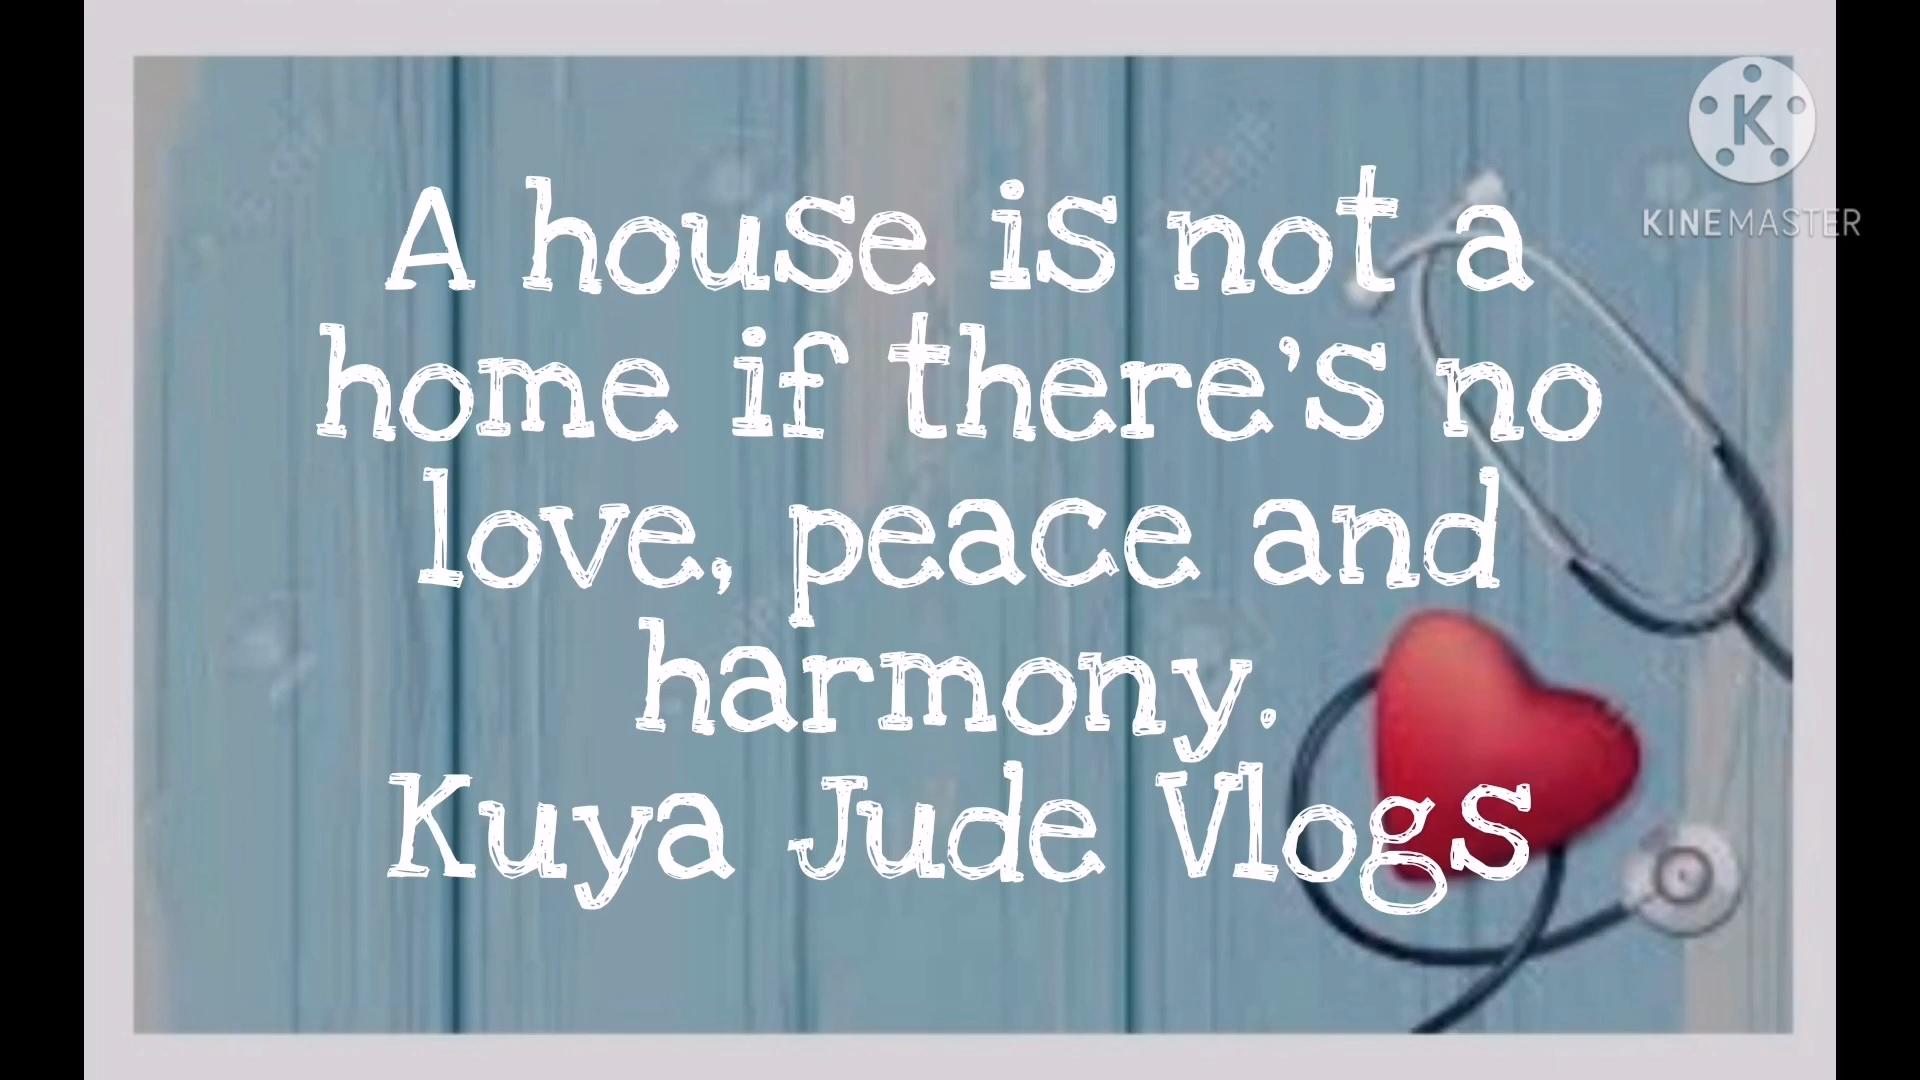 K
KINEMASTER
A house is not a
home if there's no
love, peace and
harmony.
Kuya Jude Vlogs